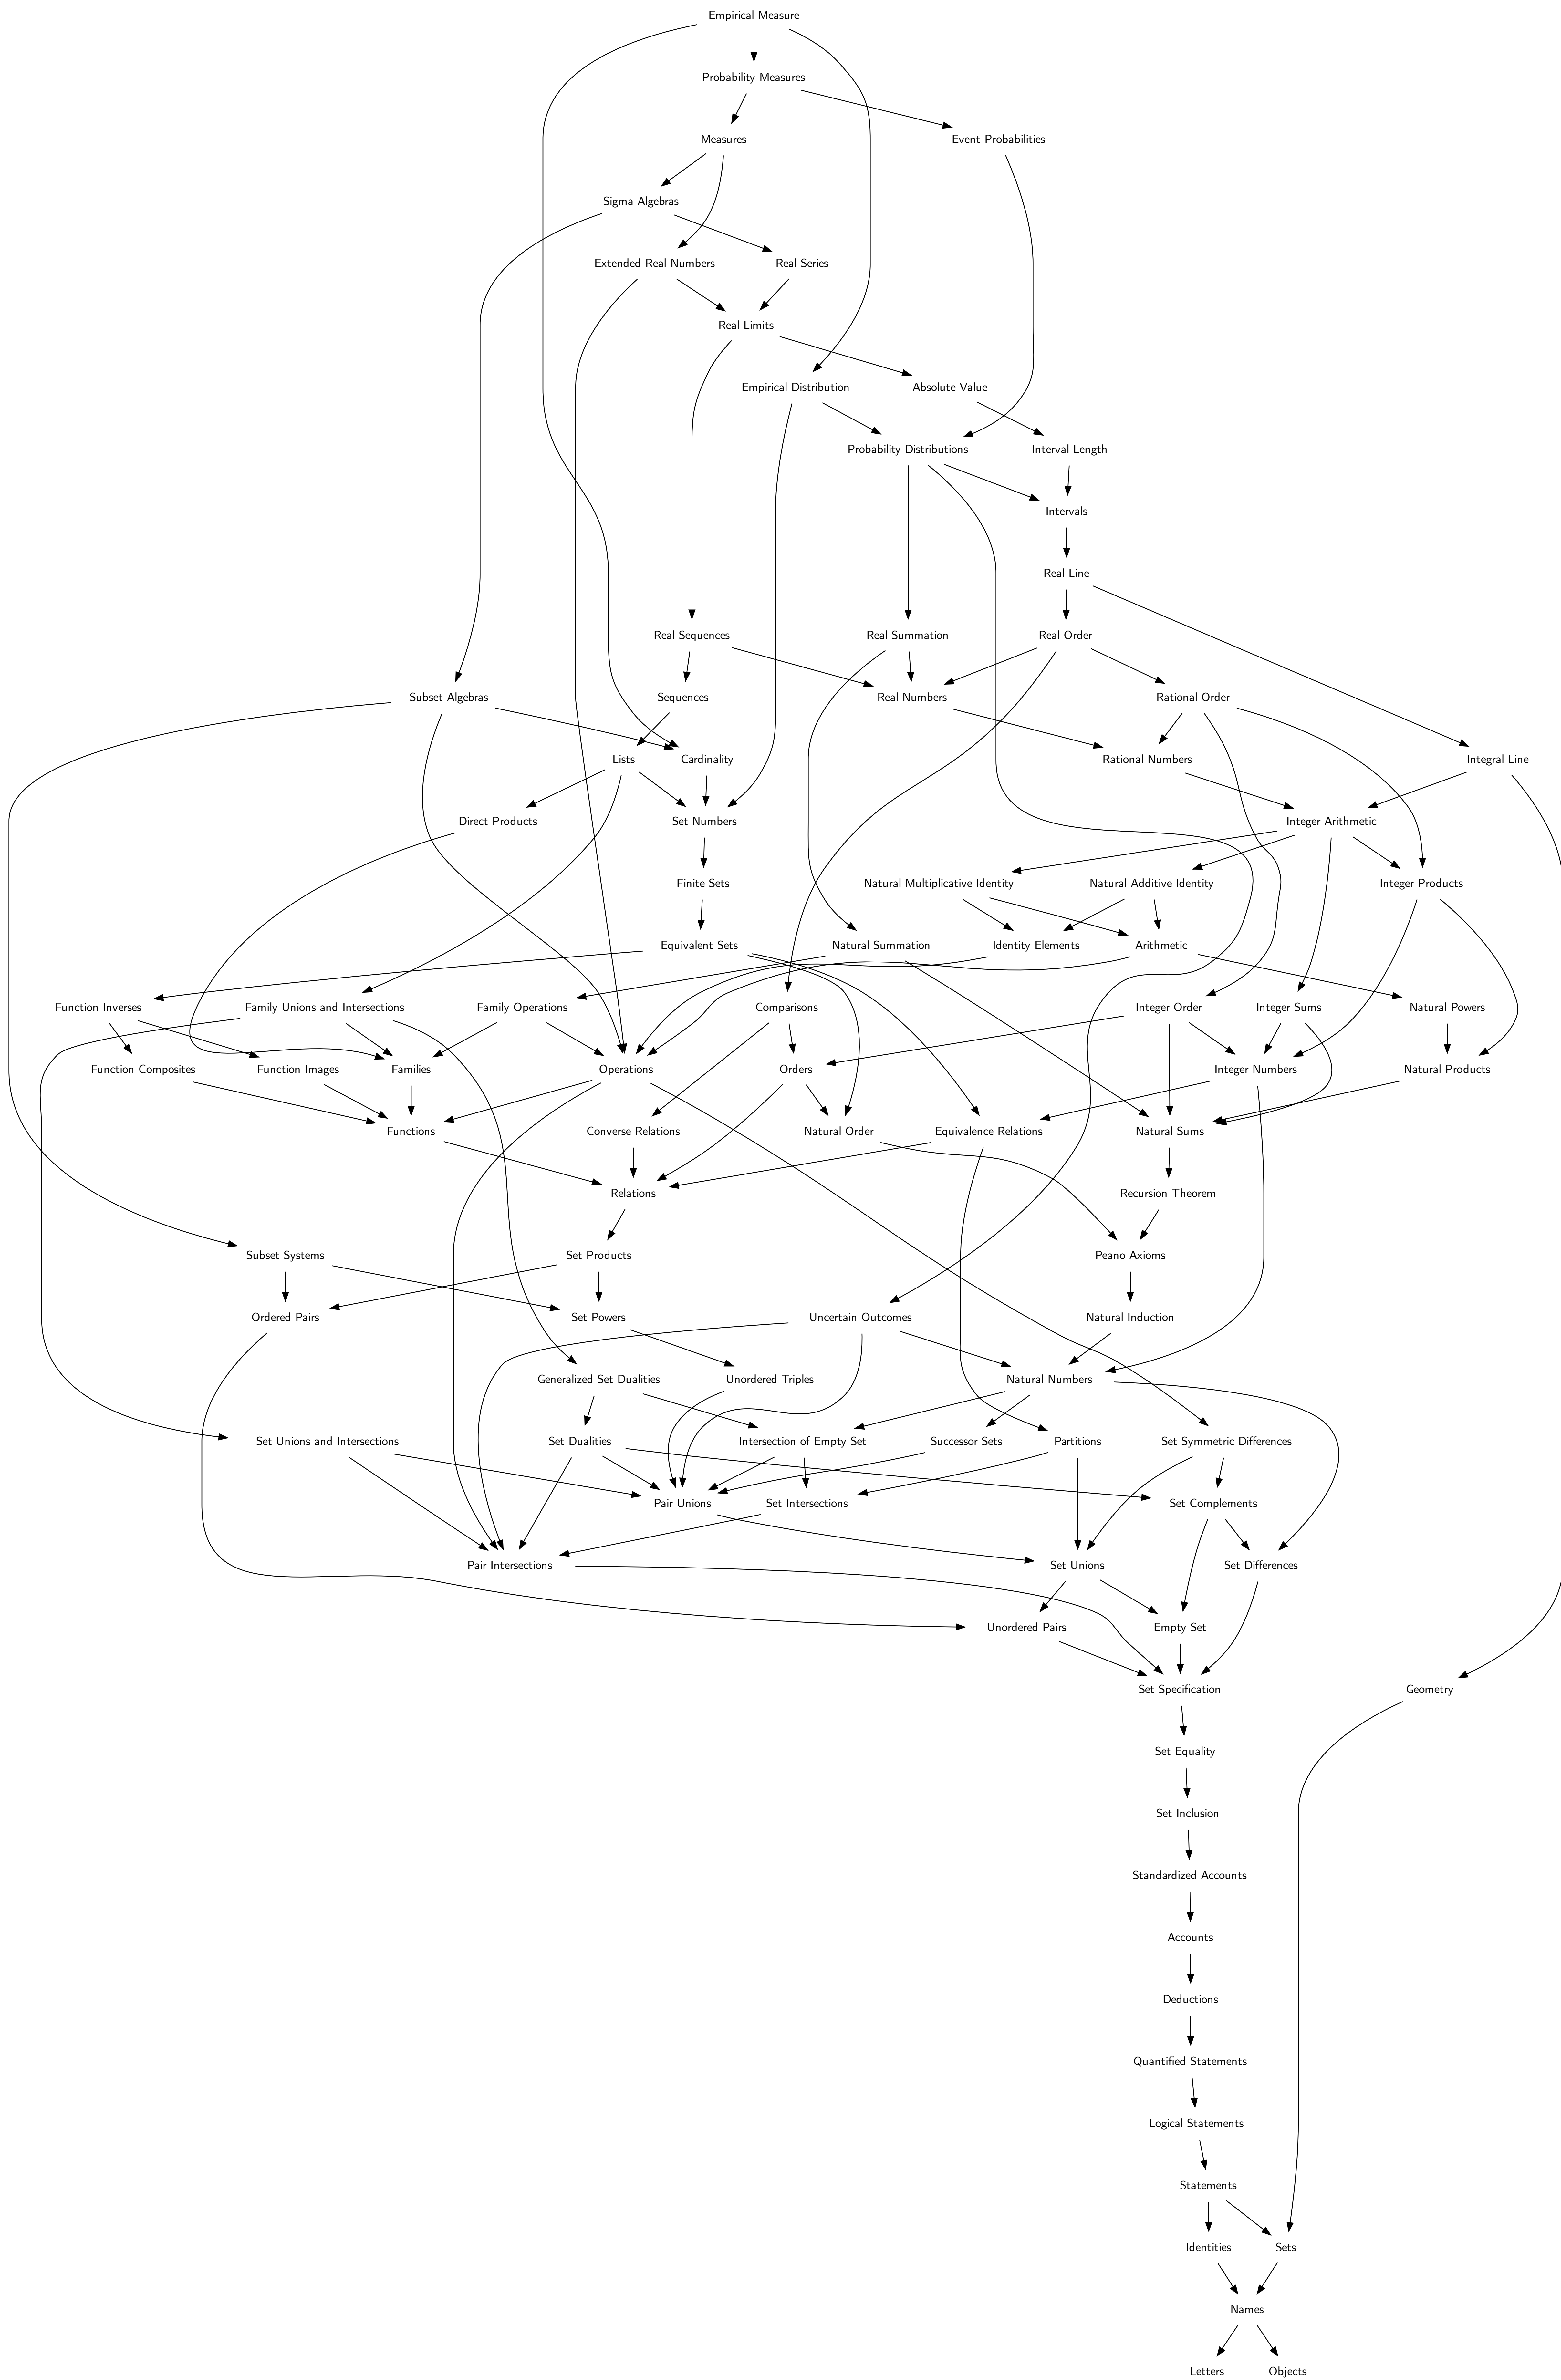 Empirical Measure
Probability Measures
Measures
Event Probabilities
Sigma Algebras
Extended Real Numbers
Real Series
Real Limits
Empirical Distribution
Absolute Value
Probability Distributions
Interval Length
Intervals
Real Line
Real Sequences
Real Summation
Real Order
Subset Algebras
Sequences
Real Numbers
Rational Order
Lists
Cardinality
Rational Numbers
Integral Line
Direct Products
Set Numbers
Integer Arithmetic
Finite Sets
Natural Multiplicative Identity
Natural Additive Identity
Integer Products
Equivalent Sets
Natural Summation
Identity Elements
Arithmetic
Function Inverses
Family Unions and Intersections
Family Operations
Comparisons
Integer Order
Integer Sums
Natural Powers
Function Composites
Function Images
Families
Operations
Orders
Integer Numbers
Natural Products
Functions
Converse Relations
Natural Order
Equivalence Relations
Natural Sums
Relations
Recursion Theorem
Subset Systems
Set Products
Peano Axioms
Ordered Pairs
Set Powers
Uncertain Outcomes
Natural Induction
Generalized Set Dualities
Unordered Triples
Natural Numbers
Set Unions and Intersections
Set Dualities
Intersection of Empty Set
Successor Sets
Partitions
Set Symmetric Differences
Pair Unions
Set Intersections
Set Complements
Pair Intersections
Set Unions
Set Differences
Unordered Pairs
Empty Set
Set Specification
Geometry
Set Equality
Set Inclusion
Standardized Accounts
Accounts
Deductions
Quantified Statements
Logical Statements
Statements
Identities
Sets
Names
Letters
Objects